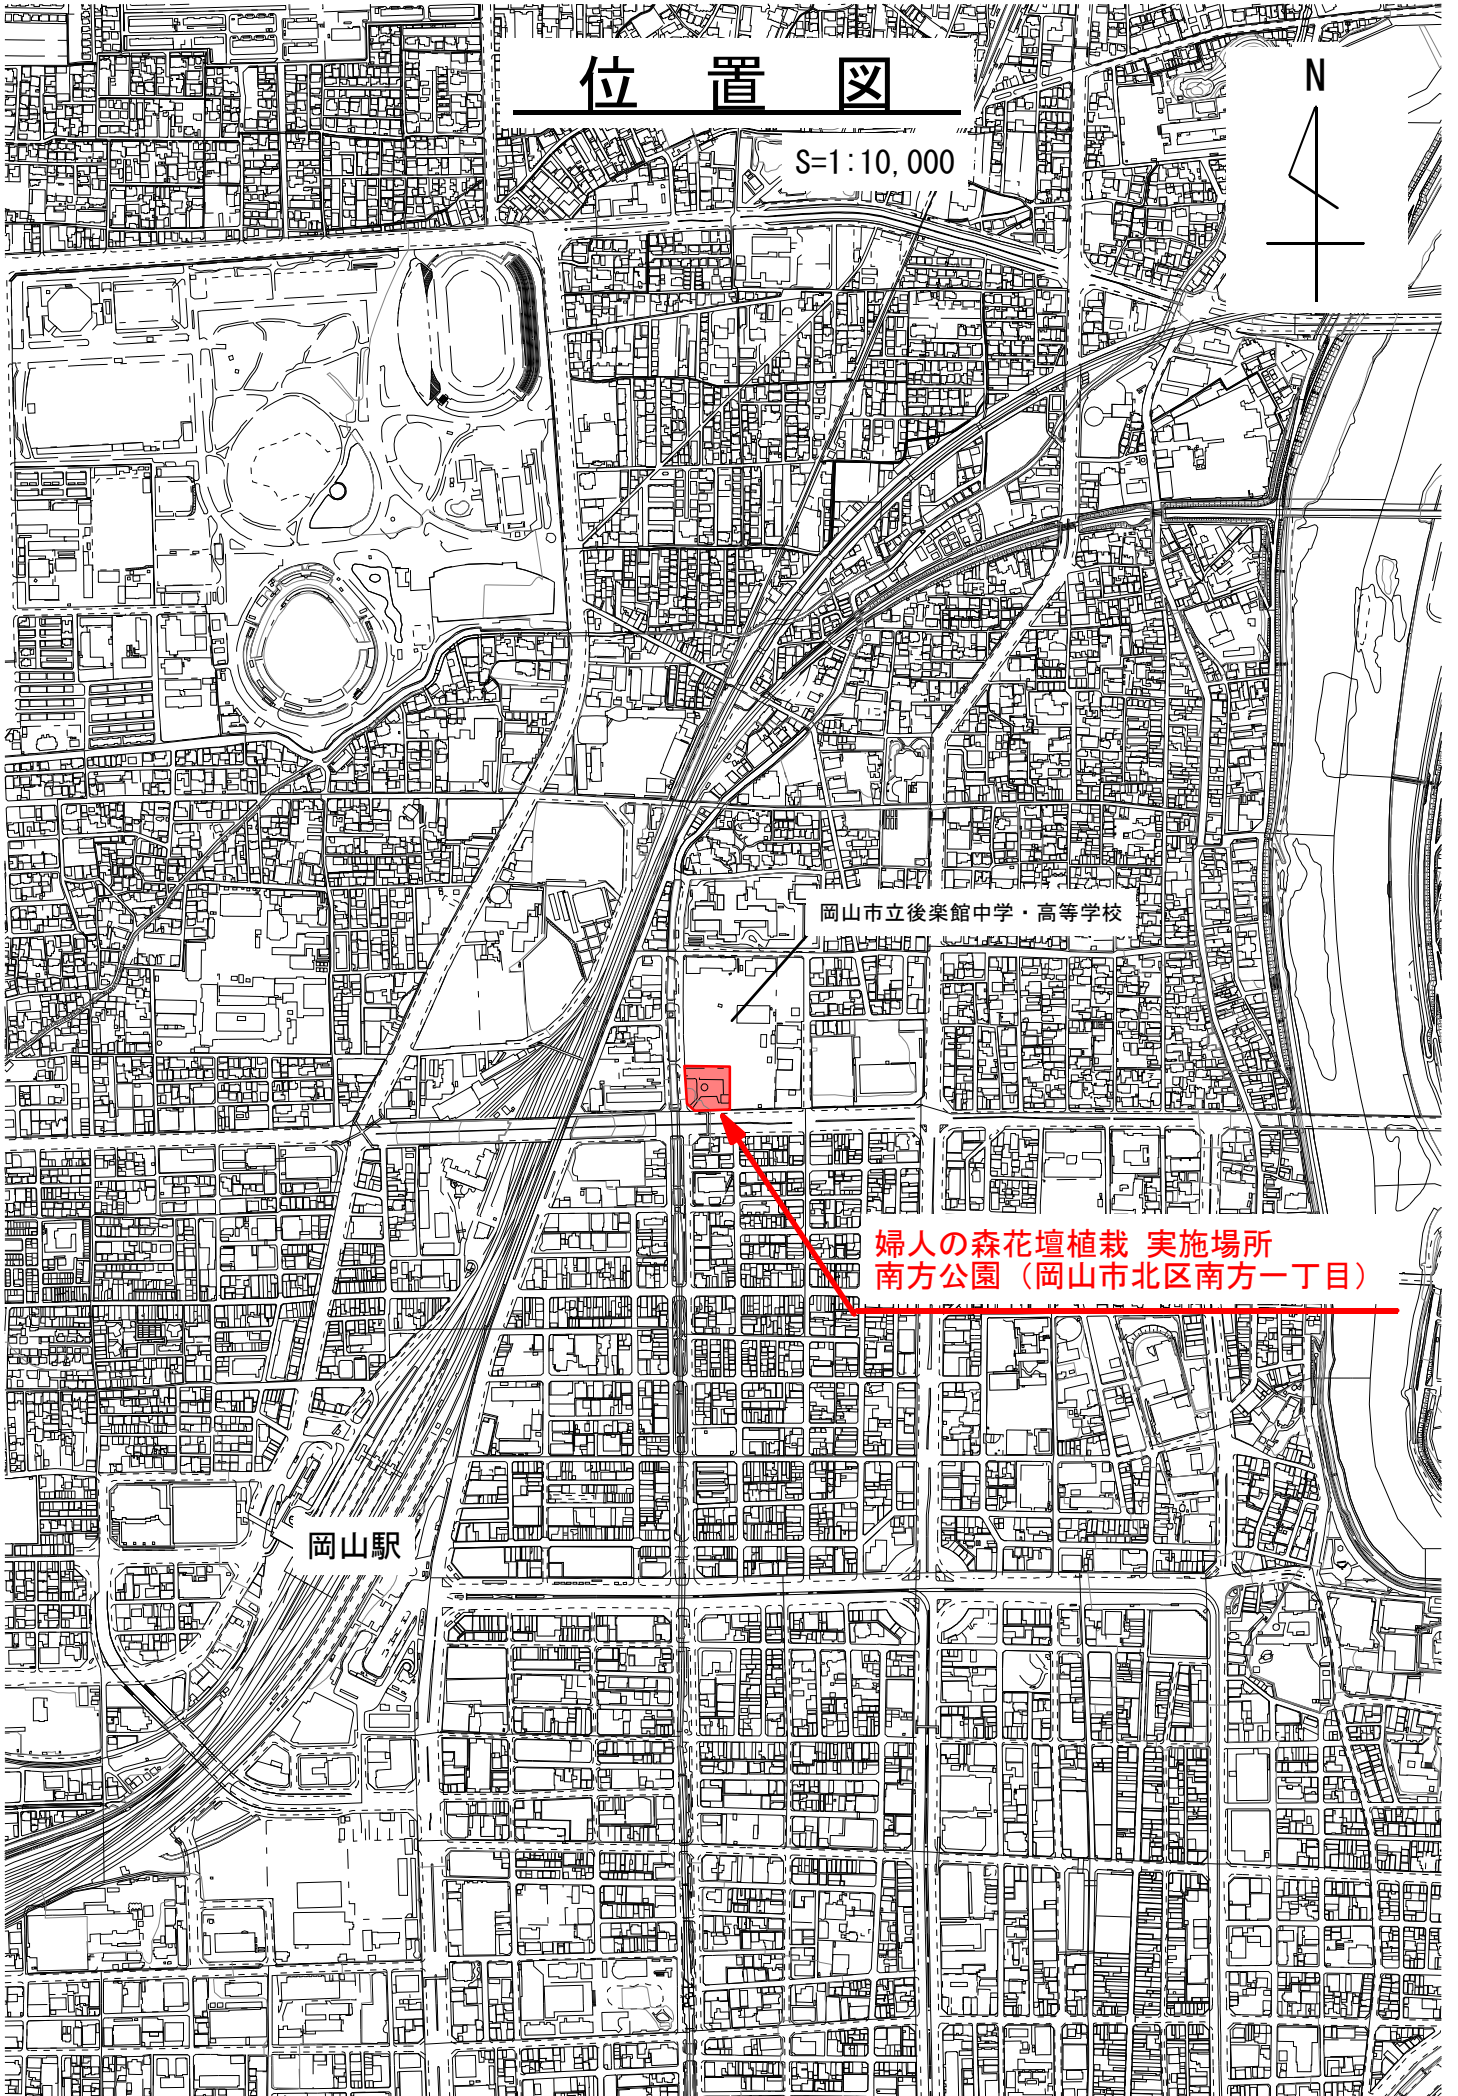 位置図
N
S=1:10,000
岡山市立後楽館中学・高等学校
婦人の森花壇植栽 実施場所
南方公園（岡山市北区南方一丁目）
岡山駅